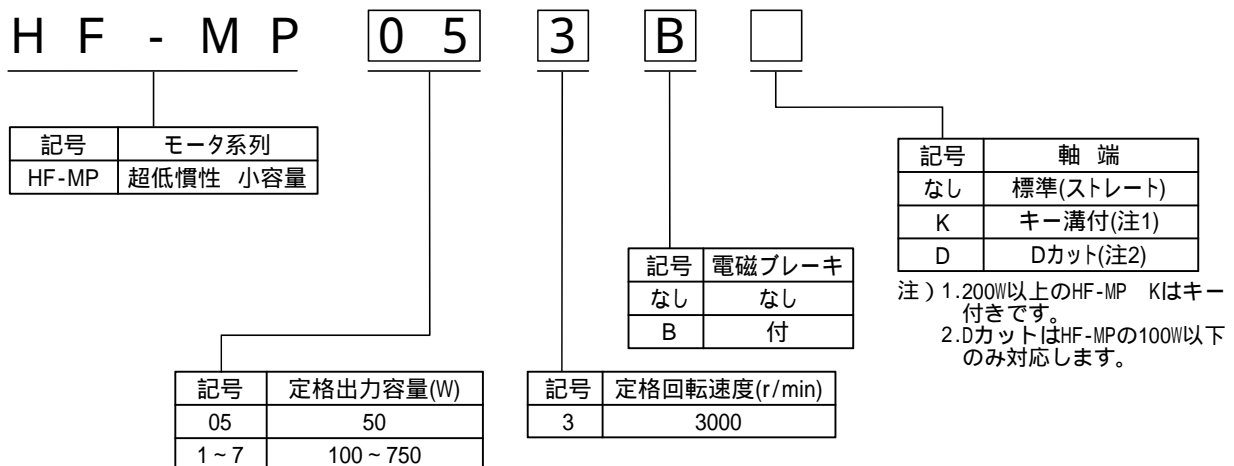 HF-MP 05 3 B
記号 モータ系列
HF-MP 超低慣性 小容量
記号 軸 端
なし 標準(ストレート)
K キー溝付(注1)
D Dカット(注2)
注）1.200W以上のHF-MP Kはキー
付きです。
2.DカットはHF-MPの100W以下
のみ対応します。
記号 電磁ブレーキ
なし なし
B 付
記号 定格出力容量(W)
05 50
1~7 100~750
記号 定格回転速度(r/min)
3 3000